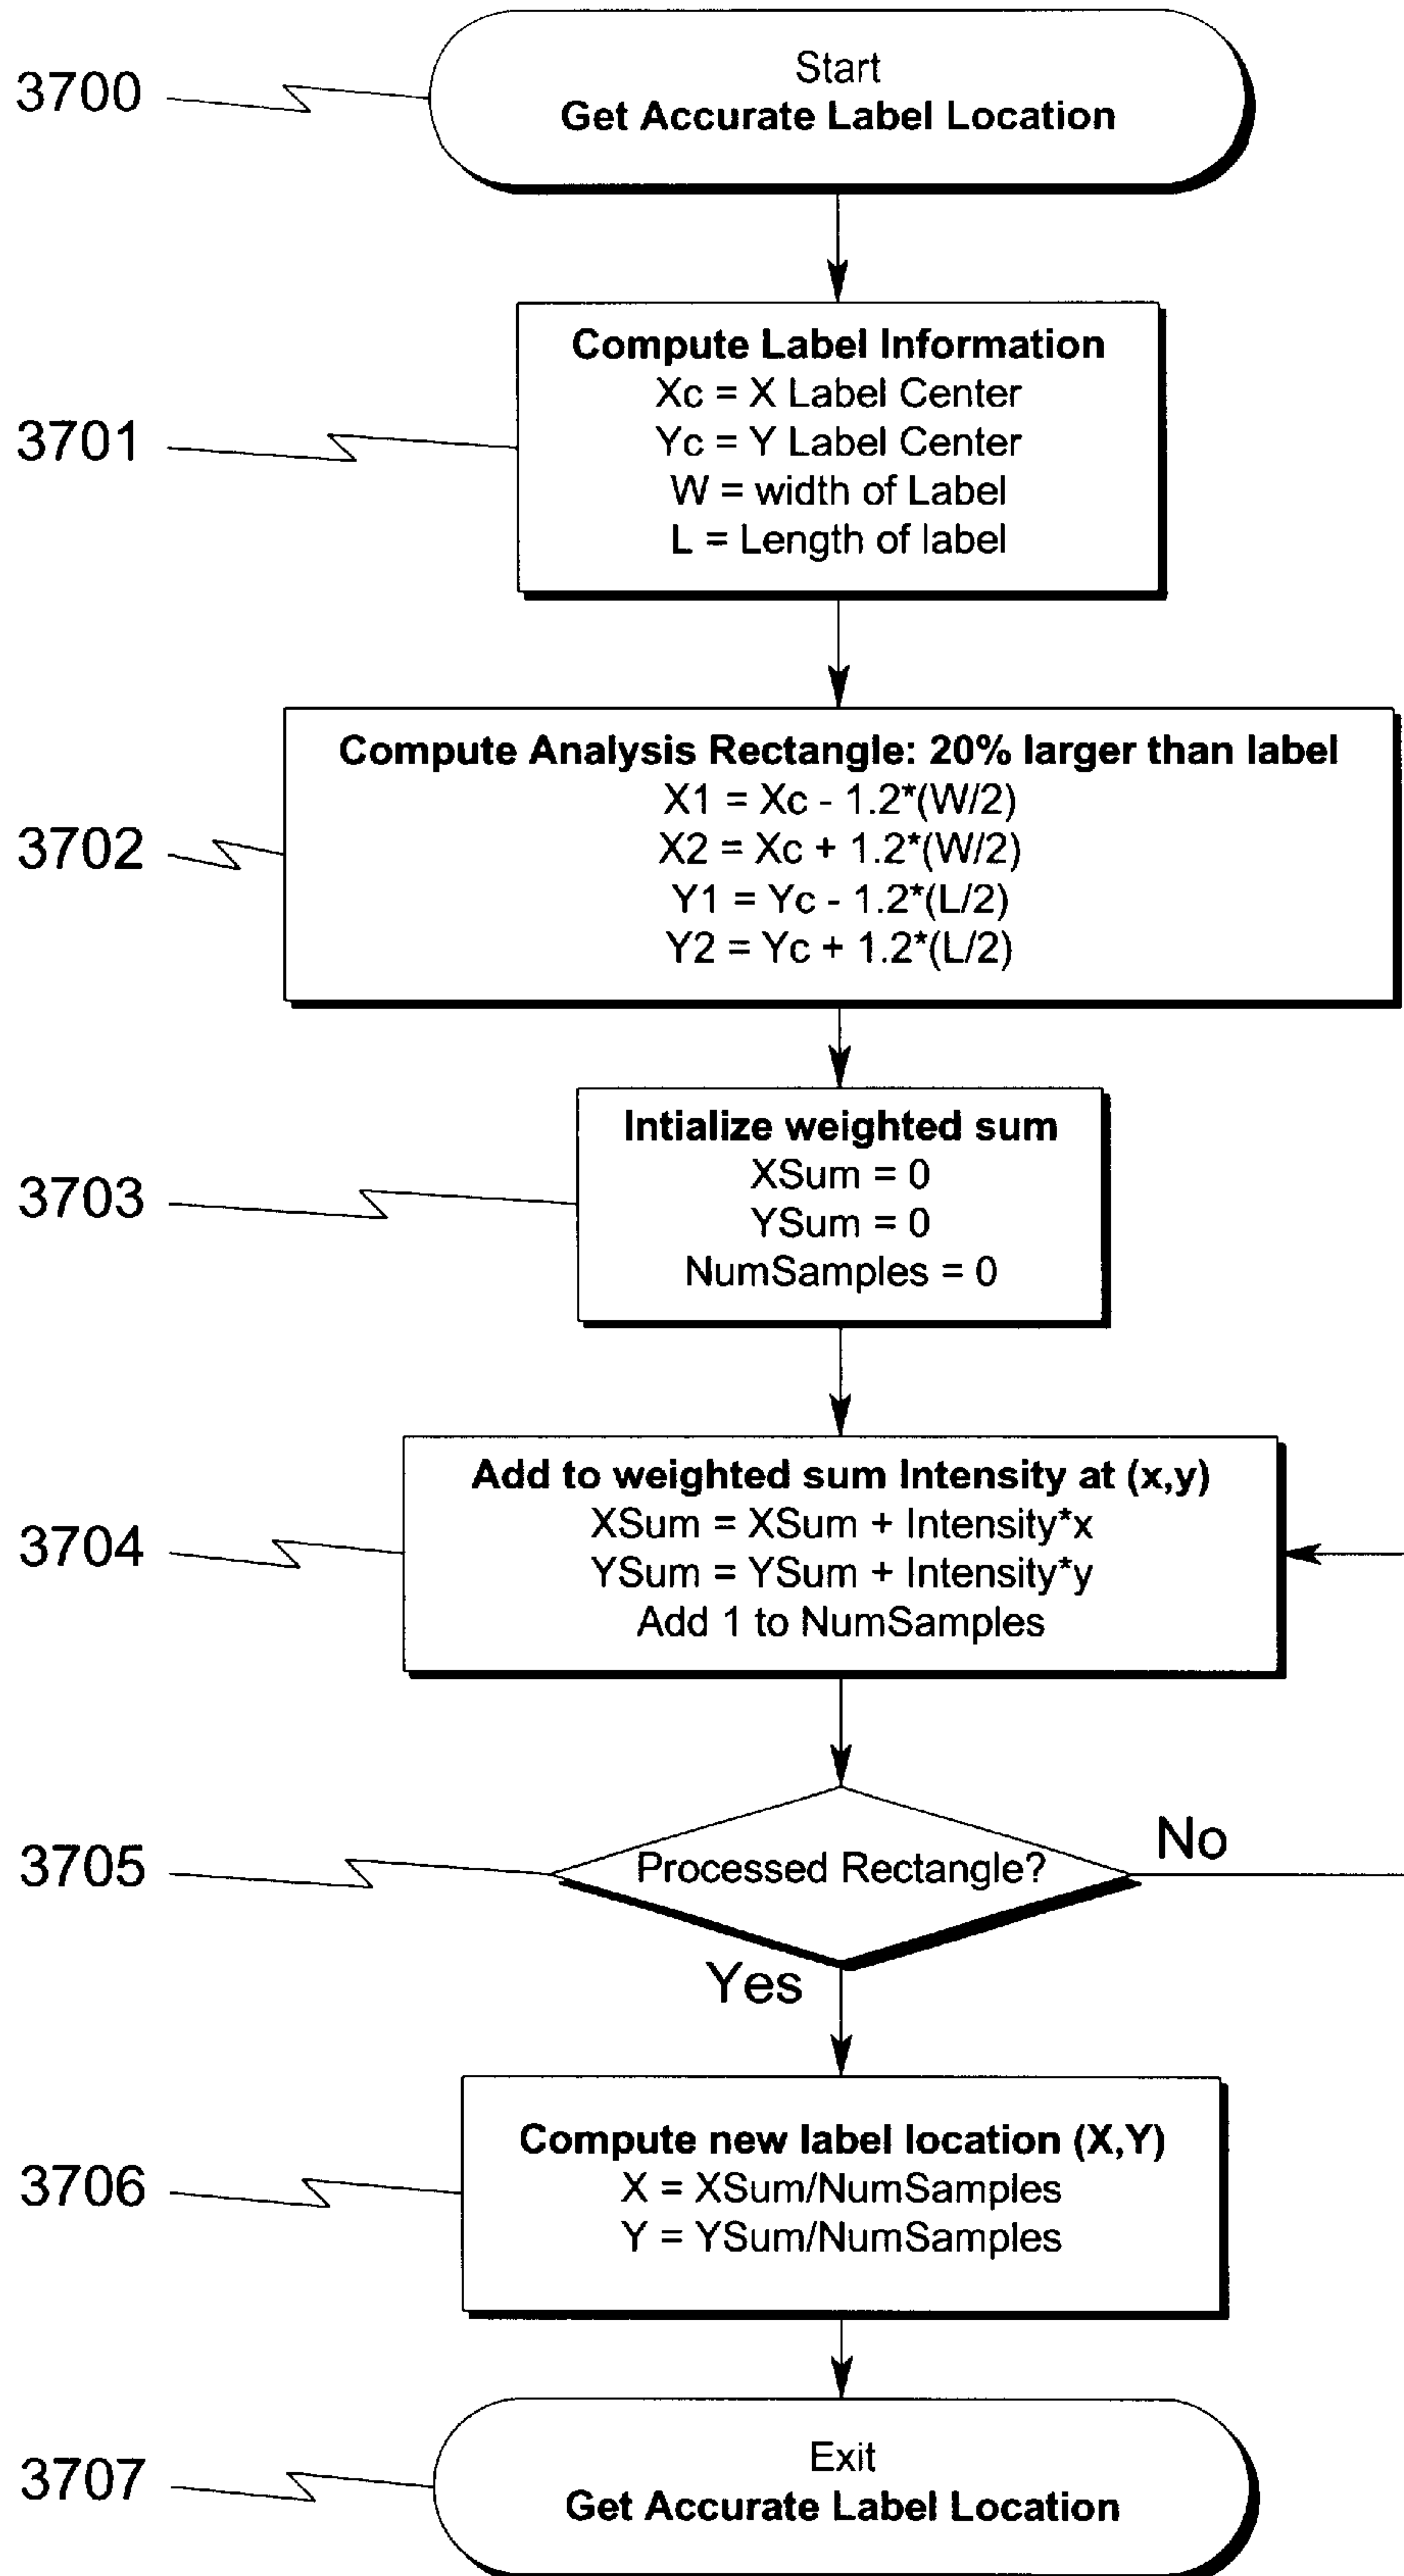 3700
Start
Get Accurate Label Location
3701
Compute Label Information
Xc = X Label Center
Yc = Y Label Center
W = width of Label
L = Length of label
3702
Compute Analysis Rectangle: 20% larger than label
X1 = Xc - 1.2*(W/2)
X2 = Xc + 1.2*(W/2)
Y1 = Yc - 1.2*(L/2)
Y2 = Yc + 1.2*(L/2)
3703
Intialize weighted sum
XSum = 0
YSum = 0
NumSamples = 0
3704
Add to weighted sum Intensity at (x,y)
XSum = XSum + Intensity*x
YSum = YSum + Intensity*y
Add 1 to NumSamples
3705
Processed Rectangle?
No
Yes
3706
Compute new label location (X,Y)
X = XSum/NumSamples
Y = YSum/NumSamples
3707
Exit
Get Accurate Label Location